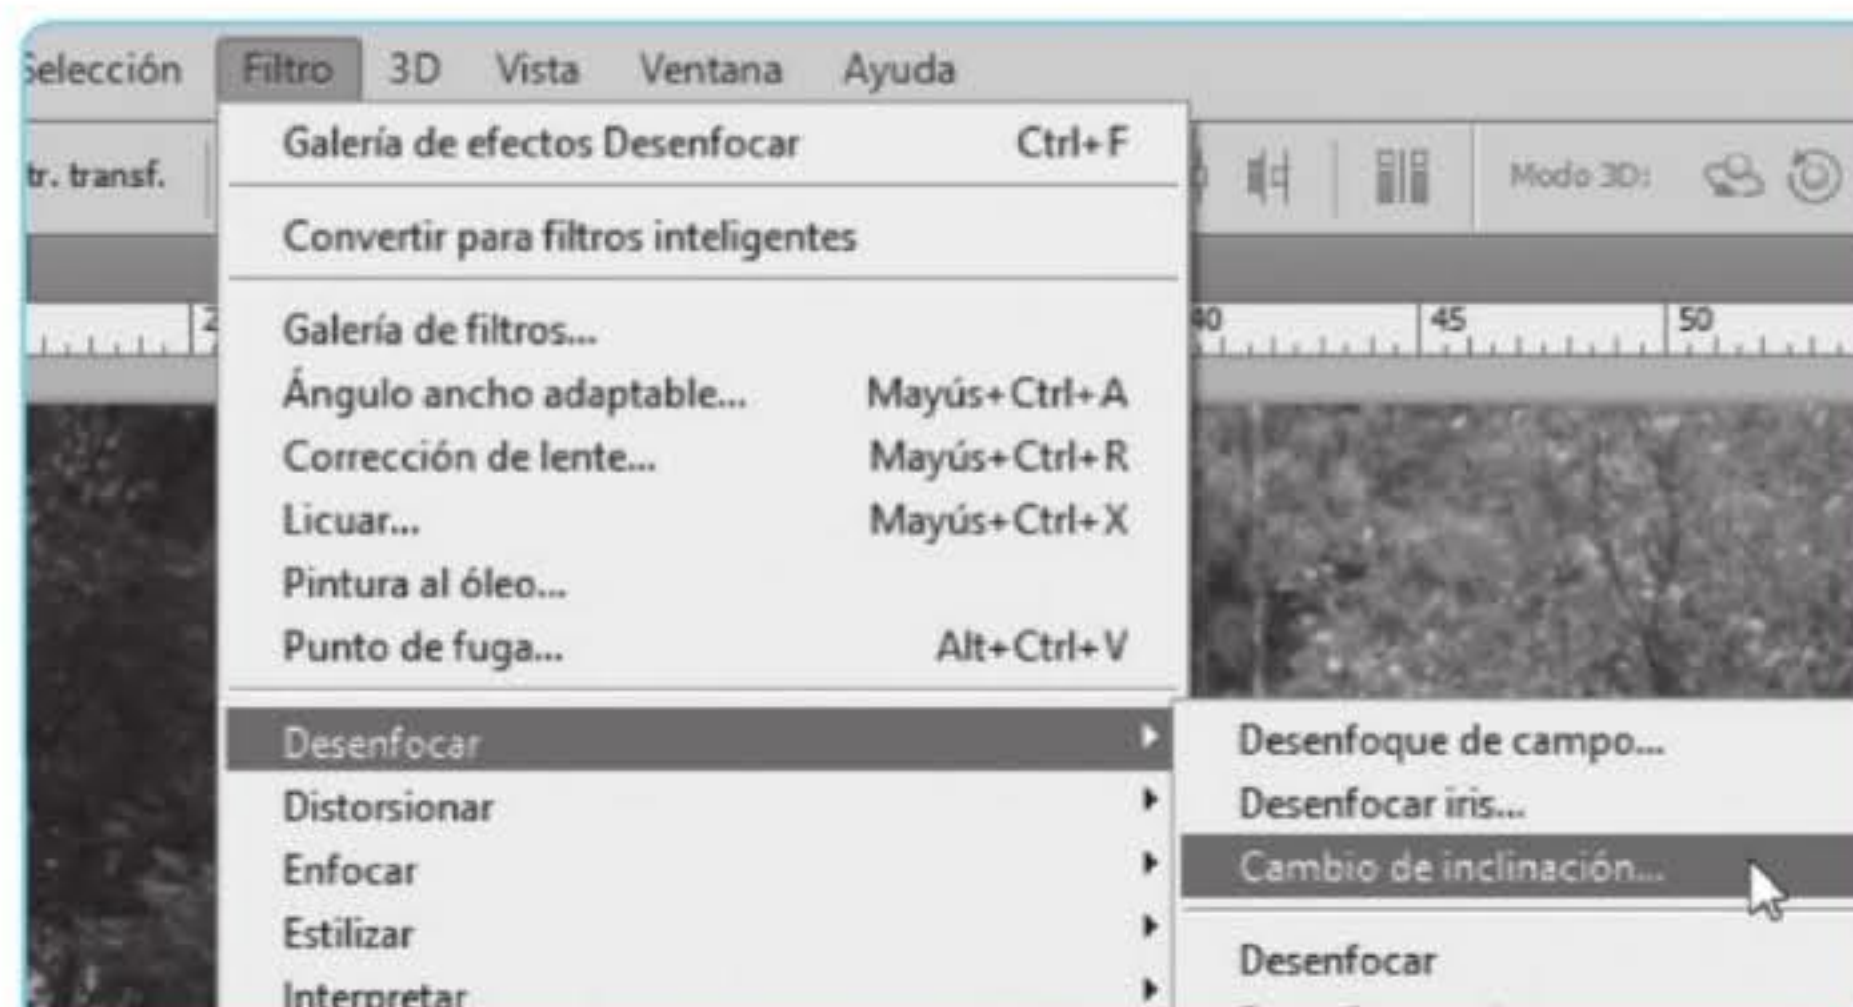 Selección Filtro 3D Vista Ventana Ayuda
tr. transf.
Modo 3D:
Galería de efectos Desenfocar Ctrl+F
Convertir para filtros inteligentes
40 45 50
Galería de filtros...
Ángulo ancho adaptable... Mayús+Ctrl+A
Corrección de lente... Mayús+Ctrl+R
Licuar... Mayús+Ctrl+X
Pintura al óleo...
Punto de fuga... Alt+Ctrl+V
Desenfocar
Distorsionar
Enfocar
Estilizar
Interpretar
Desenfoque de campo...
Desenfocar iris...
Cambio de inclinación...
Desenfocar